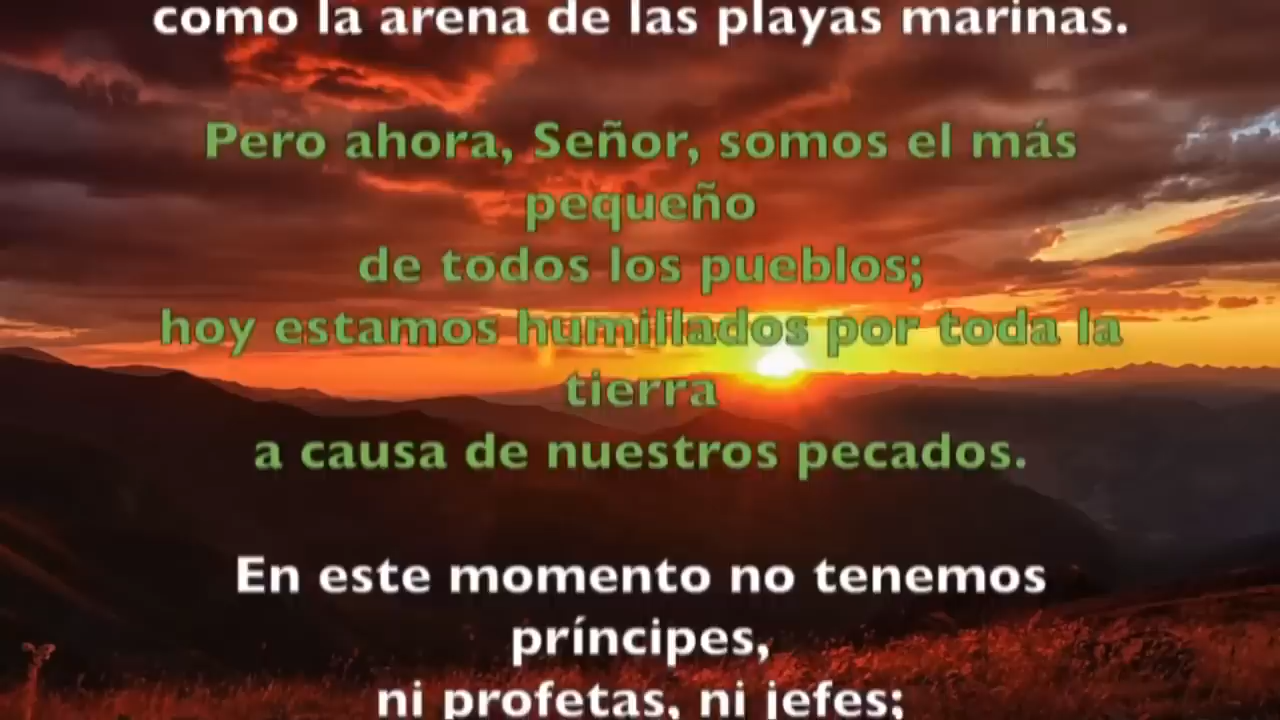 como la arena de las playas marinas.
Pero ahora, Señor, somos el más
pequeño
de todos los pueblos;
hoy estamos humillados por toda la
tierra
a causa de nuestros pecados.
En este momento no tenemos
príncipes,
ni profetas, ni jefes;